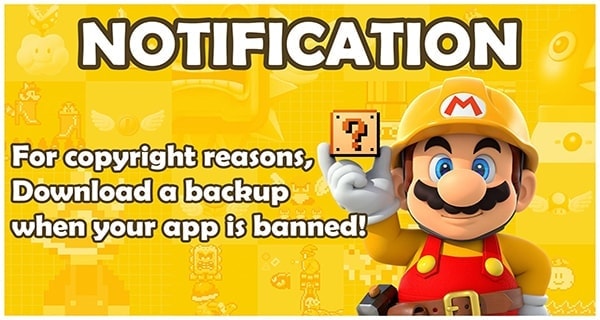 NOTIFICATION
For copyright reasons,
Download a backup
when your app is banned!
M
?